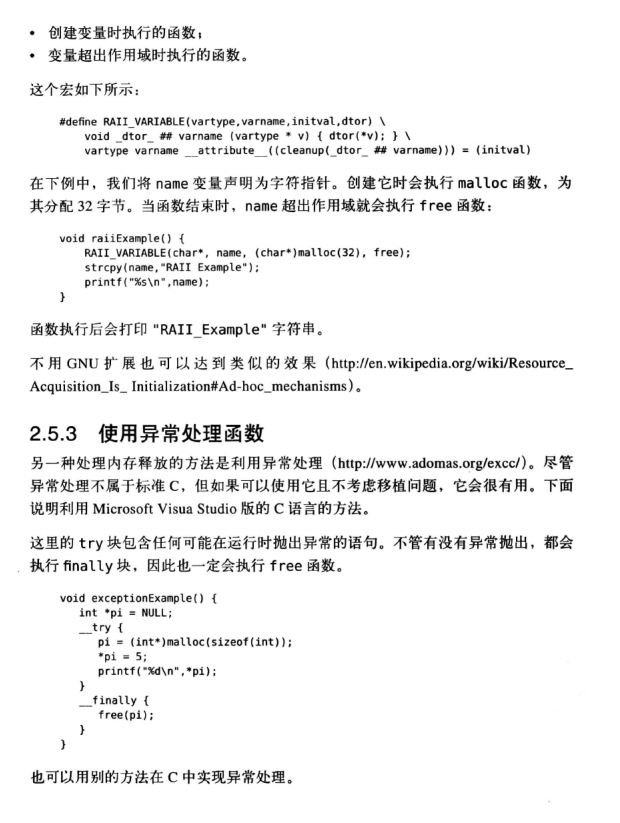 • 创建变量时执行的函数；
• 变量超出作用域时执行的函数。
这个宏如下所示：
#define RAII_VARIABLE(vartype,varname,initval,dtor) \
    void _dtor_ ## varname (vartype * v) { dtor(*v); } \
    vartype varname __attribute__((cleanup(_dtor_ ## varname))) = (initval)
在下例中，我们将 name 变量声明为字符指针。创建它时会执行 malloc 函数，为
其分配 32 字节。当函数结束时，name 超出作用域就会执行 free 函数：
void raiiExample() {
    RAII_VARIABLE(char*, name, (char*)malloc(32), free);
    strcpy(name,"RAII Example");
    printf("%s\n",name);
}
函数执行后会打印 "RAII_Example" 字符串。
不用 GNU 扩展也可以达到类似的效果（http://en.wikipedia.org/wiki/Resource_
Acquisition_Is_ Initialization#Ad-hoc_mechanisms）。
2.5.3 使用异常处理函数
另一种处理内存释放的方法是利用异常处理（http://www.adomas.org/excc/）。尽管
异常处理不属于标准 C，但如果可以使用它且不考虑移植问题，它会很有用。下面
说明利用 Microsoft Visua Studio 版的 C 语言的方法。
这里的 try 块包含任何可能在运行时抛出异常的语句。不管有没有异常抛出，都会
执行 finally 块，因此也一定会执行 free 函数。
void exceptionExample() {
    int *pi = NULL;
    __try {
        pi = (int*)malloc(sizeof(int));
        *pi = 5;
        printf("%d\n",*pi);
    }
    __finally {
        free(pi);
    }
}
也可以用别的方法在 C 中实现异常处理。